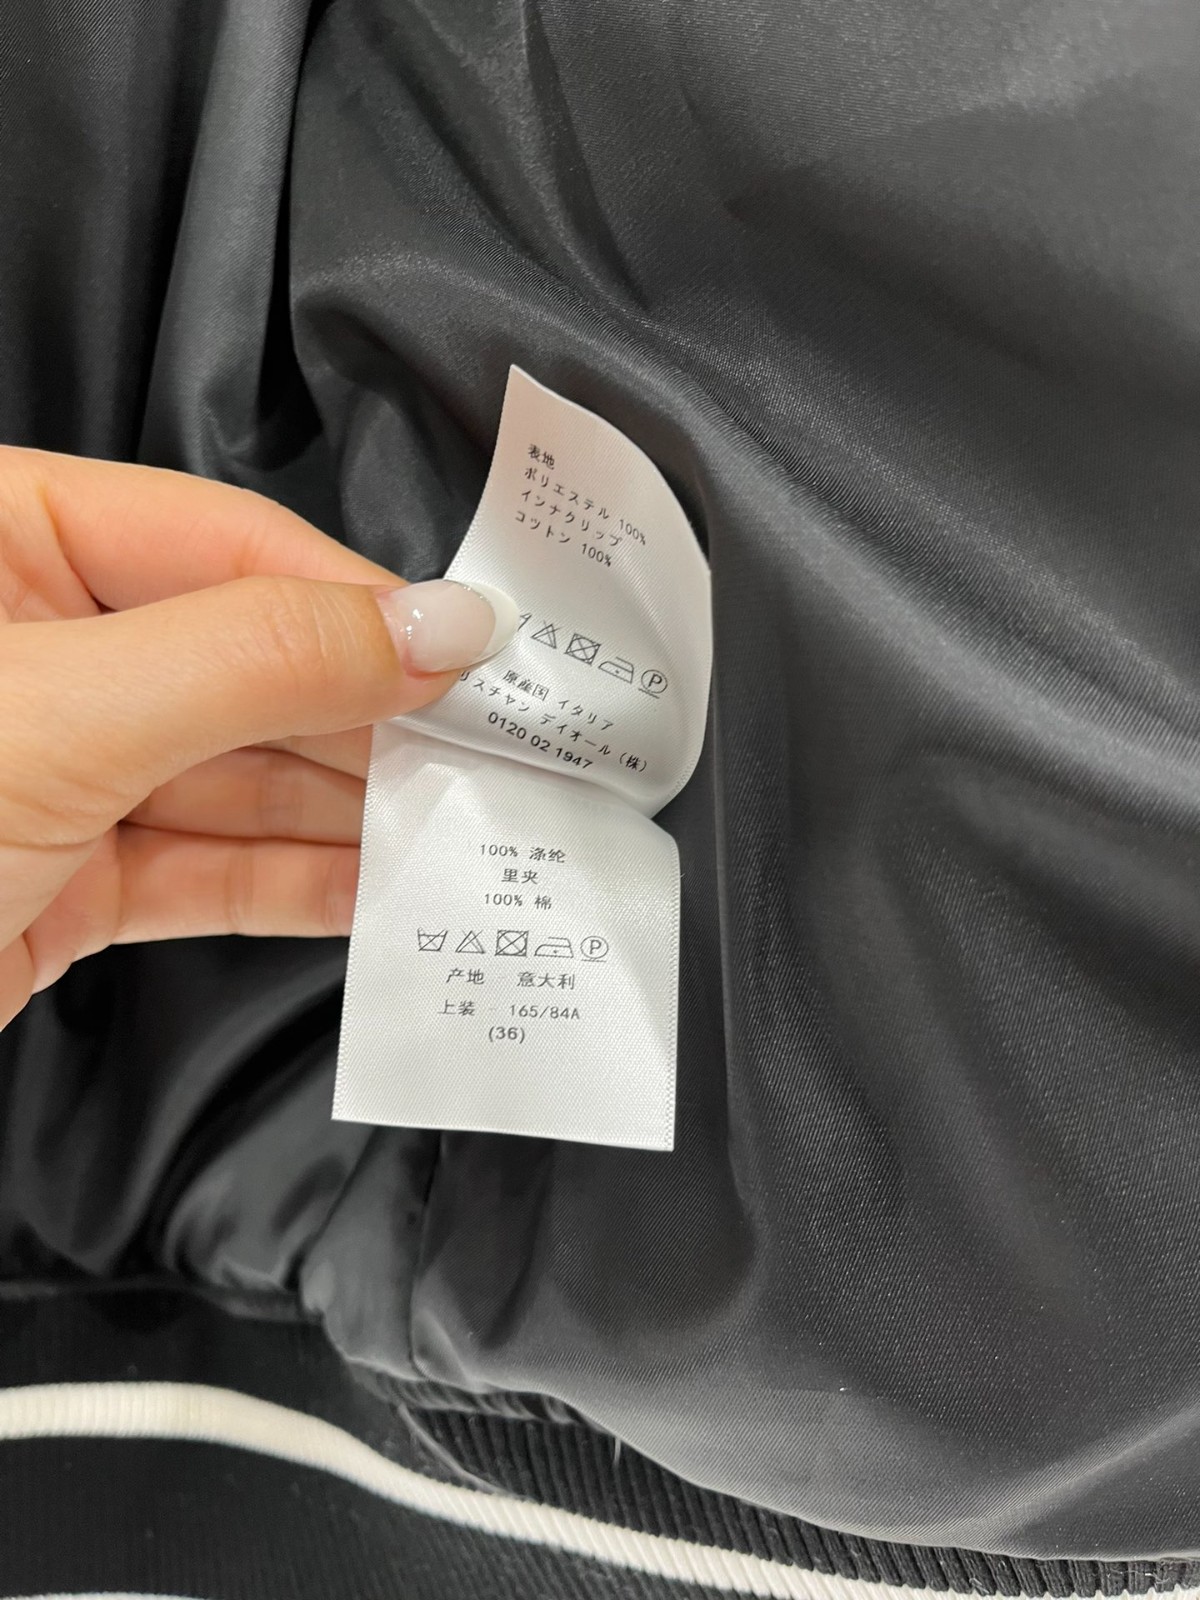 表地
ポリエステル 100%
インナクリップ
コットン 100%
P
原産国 イタリア
リスチャン ディオール (株)
0120 02 1947
100% 涤纶
里夹
100% 棉
P
产地 - 意大利
上装 - 165/84A
(36)